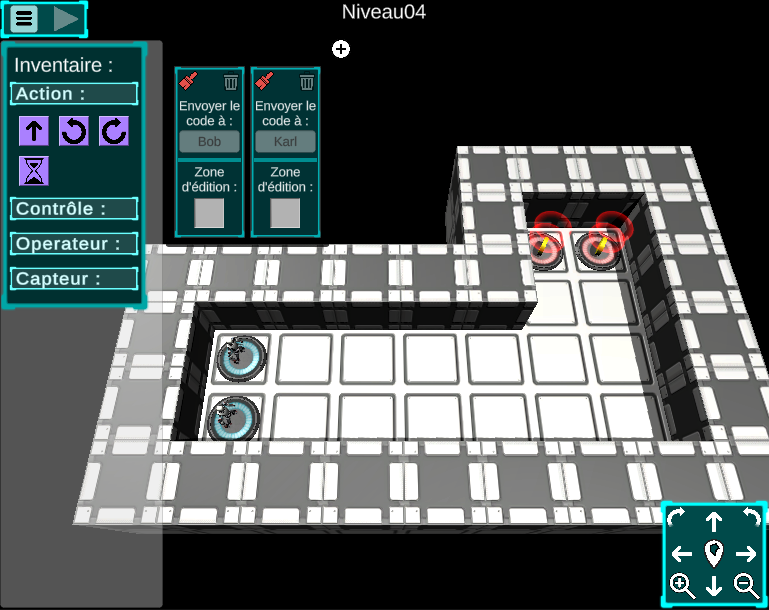 Niveau04
Inventaire :
Action :
Contrôle :
Operateur :
Capteur :
Envoyer le
code à :
Bob
Zone
d'édition :
Envoyer le
code à :
Karl
Zone
d'édition :